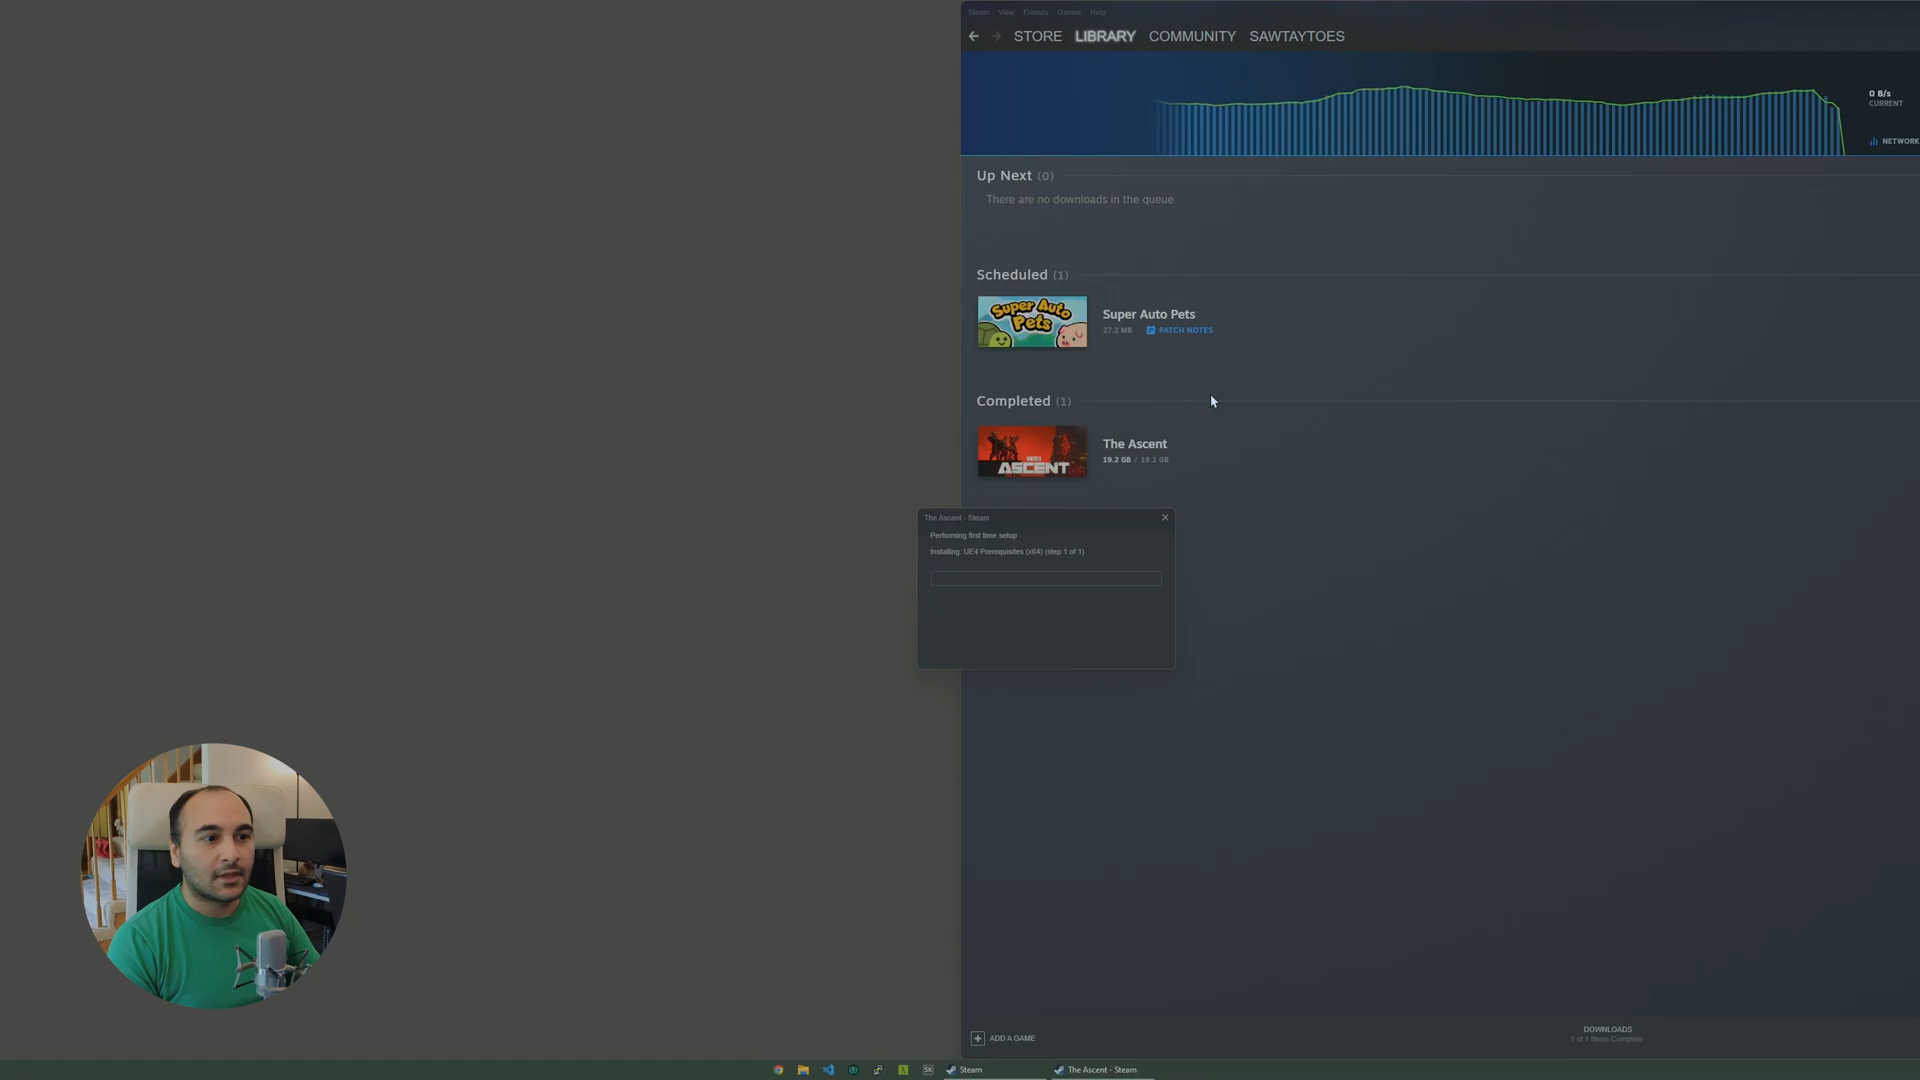 Steam View Friends Games Help
STORE LIBRARY COMMUNITY SAWTAYTOES
0 B/s
CURRENT
NETWORK
Up Next (0)
There are no downloads in the queue
Scheduled (1)
Super Auto Pets
Super Auto Pets
27.2 MB PATCH NOTES
Completed (1)
THE ASCENT
The Ascent
19.2 GB / 19.2 GB
The Ascent - Steam
Performing first time setup .
Installing: UE4 Prerequisites (x64) (step 1 of 1)
+ ADD A GAME
DOWNLOADS
1 of 1 Items Complete
SK Steam The Ascent - Steam